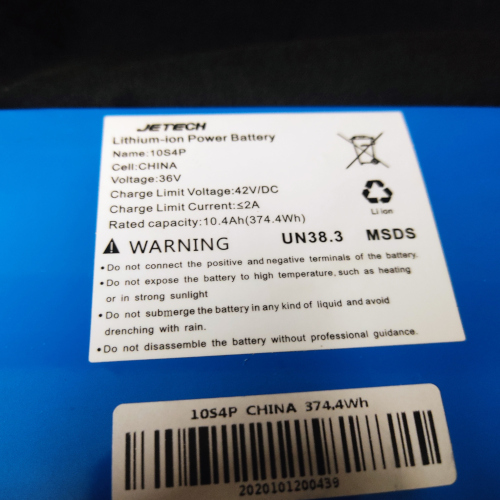 JETECH
Lithium-ion Power Battery
Name:10S4P
Cell:CHINA
Voltage:36V
Charge Limit Voltage:42V/DC
Charge Limit Current:≤2A
Rated capacity:10.4Ah(374.4Wh)
Li ion
WARNING UN38.3 MSDS
• Do not connect the positive and negative terminals of the battery.
• Do not expose the battery to high temperature, such as heating
or in strong sunlight
• Do not submerge the battery in any kind of liquid and avoid
drenching with rain.
• Do not disassemble the battery without professional guidance.
10S4P CHINA 374.4Wh
2020101200439